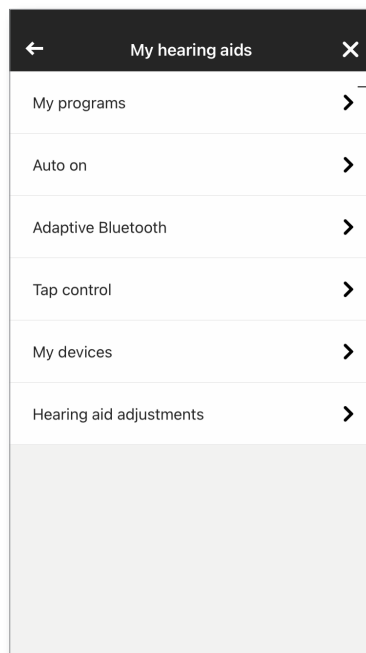 My hearing aids
My programs
Auto on
Adaptive Bluetooth
Tap control
My devices
Hearing aid adjustments